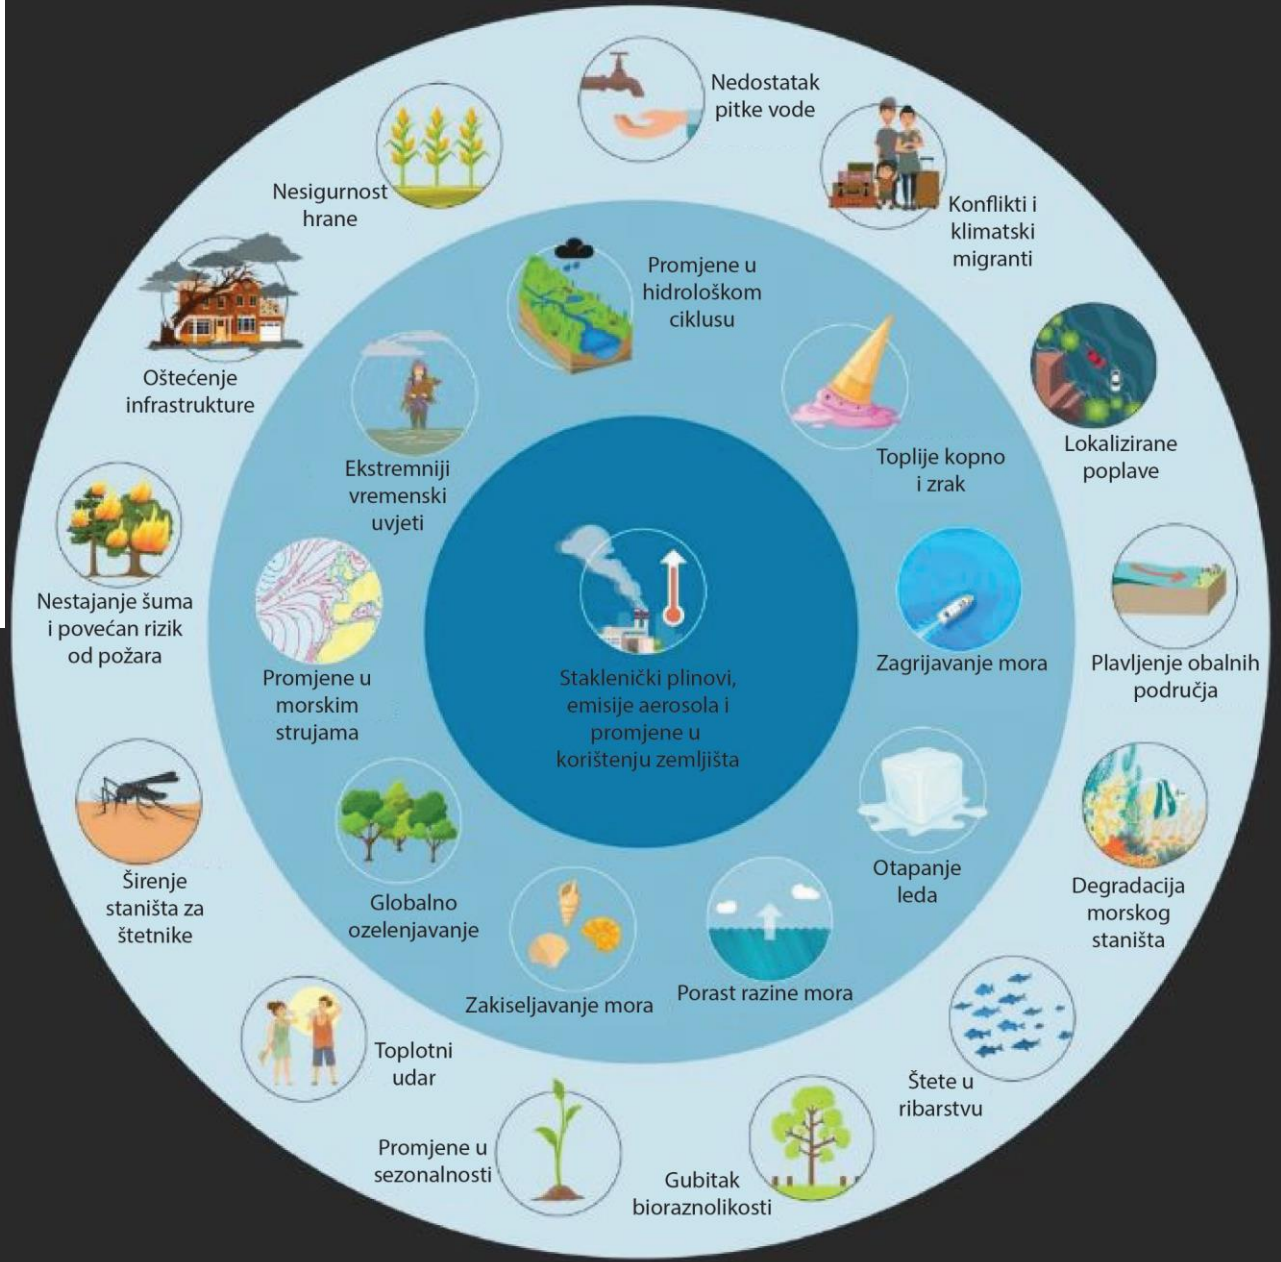 Nedostatak
pitke vode
Konflikti i
klimatski
migranti
Lokalizirane
poplave
Plavljenje obalnih
područja
Degradacija
morskog
staništa
Štete u
ribarstvu
Gubitak
bioraznolikosti
Promjene u
sezonalnosti
Toplotni
udar
Širenje
staništa za
štetnike
Nestajanje šuma
i povećan rizik
od požara
Oštećenje
infrastrukture
Nesigurnost
hrane
Promjene u
hidrološkom
ciklusu
Toplije kopno
i zrak
Zagrijavanje mora
Otapanje
leda
Porast razine mora
Zakiseljavanje mora
Globalno
ozelenjavanje
Promjene u
morskim
strujama
Ekstremniji
vremenski
uvjeti
Staklenički plinovi,
emisije aerosola i
promjene u
korištenju zemljišta